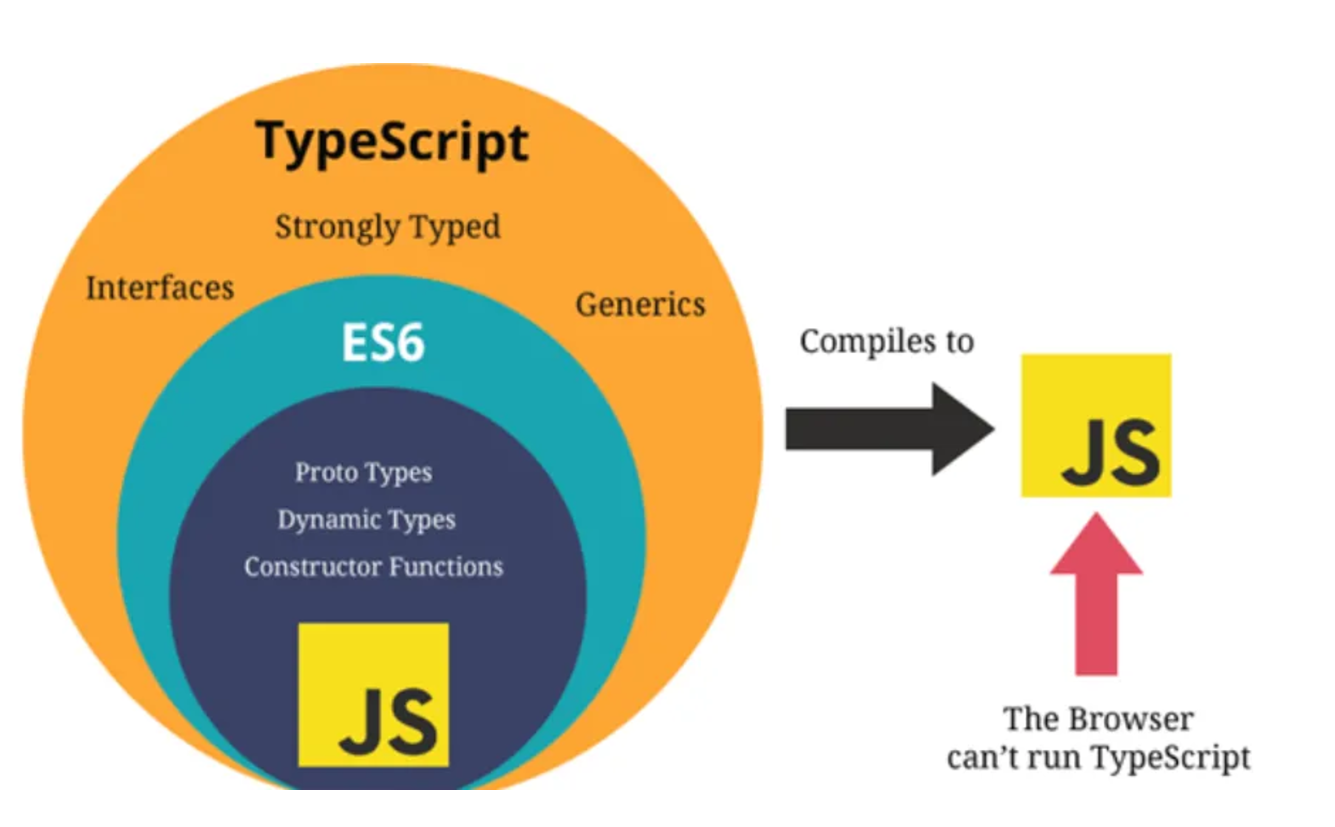 TypeScript
Strongly Typed
Interfaces
Generics
ES6
Proto Types
Dynamic Types
Constructor Functions
JS
Compiles to
JS
The Browser
can’t run TypeScript